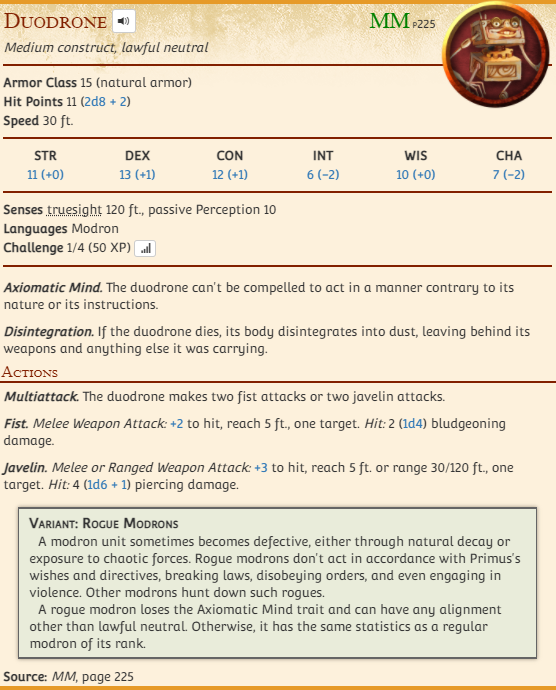 Duodrone MM p225
Medium construct, lawful neutral
Armor Class 15 (natural armor)
Hit Points 11 (2d8 + 2)
Speed 30 ft.
STR DEX CON INT WIS CHA
11 (+0) 13 (+1) 12 (+1) 6 (−2) 10 (+0) 7 (−2)
Senses truesight 120 ft., passive Perception 10
Languages Modron
Challenge 1/4 (50 XP)
Axiomatic Mind. The duodrone can't be compelled to act in a manner contrary to its
nature or its instructions.
Disintegration. If the duodrone dies, its body disintegrates into dust, leaving behind its
weapons and anything else it was carrying.
Actions
Multiattack. The duodrone makes two fist attacks or two javelin attacks.
Fist. Melee Weapon Attack: +2 to hit, reach 5 ft., one target. Hit: 2 (1d4) bludgeoning
damage.
Javelin. Melee or Ranged Weapon Attack: +3 to hit, reach 5 ft. or range 30/120 ft., one
target. Hit: 4 (1d6 + 1) piercing damage.
Variant: Rogue Modrons
A modron unit sometimes becomes defective, either through natural decay or
exposure to chaotic forces. Rogue modrons don't act in accordance with Primus's
wishes and directives, breaking laws, disobeying orders, and even engaging in
violence. Other modrons hunt down such rogues.
A rogue modron loses the Axiomatic Mind trait and can have any alignment
other than lawful neutral. Otherwise, it has the same statistics as a regular
modron of its rank.
Source: MM, page 225